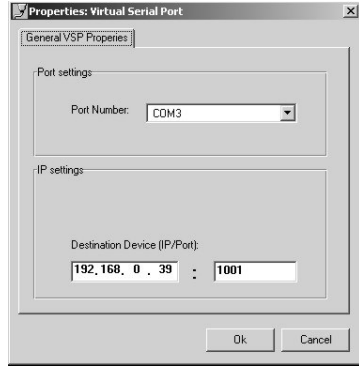 Properties: Virtual Serial Port
General VSP Properies
Port settings
Port Number: COM3
IP settings
Destination Device (IP/Port):
192.168. 0 . 39 : 1001
Ok Cancel